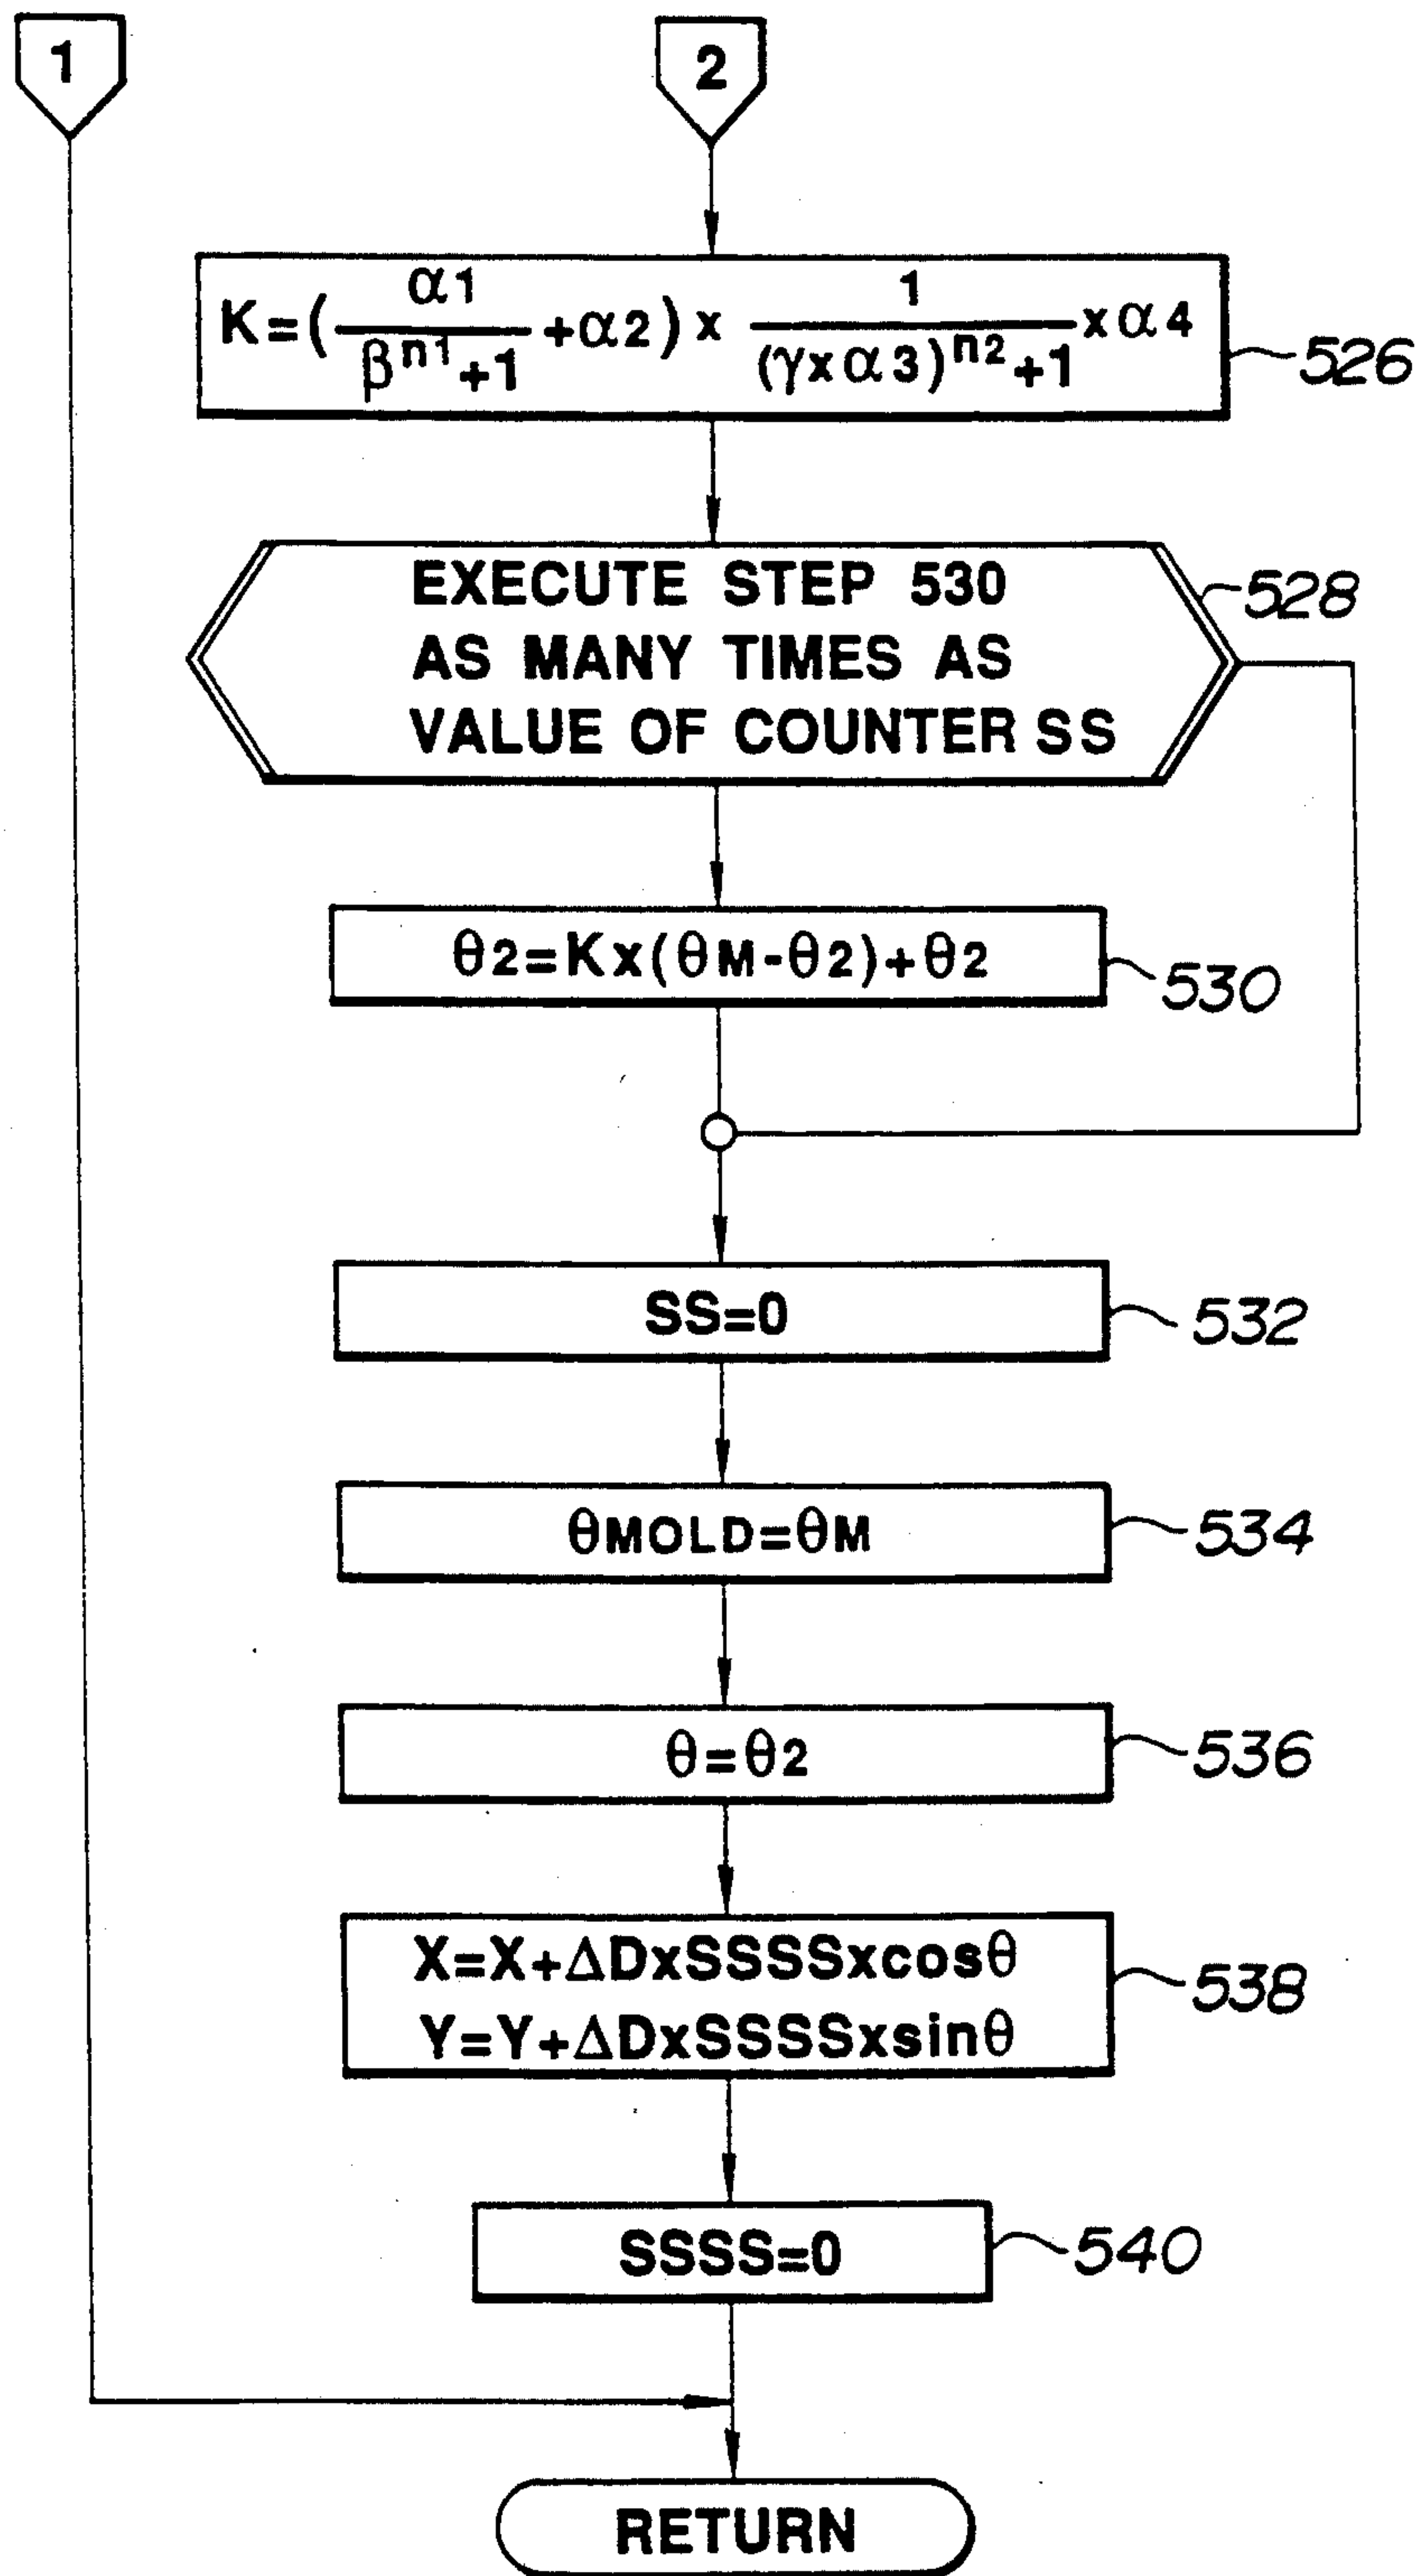 1
2
K=(α1/β^n1+1 +α2)x 1/(γxα3)^n2+1 xα4
526
EXECUTE STEP 530
AS MANY TIMES AS
VALUE OF COUNTER SS
528
θ2=Kx(θM-θ2)+θ2
530
SS=0
532
θMOLD=θM
534
θ=θ2
536
X=X+ΔDxSSSSxcosθ
Y=Y+ΔDxSSSSxsinθ
538
SSSS=0
540
RETURN